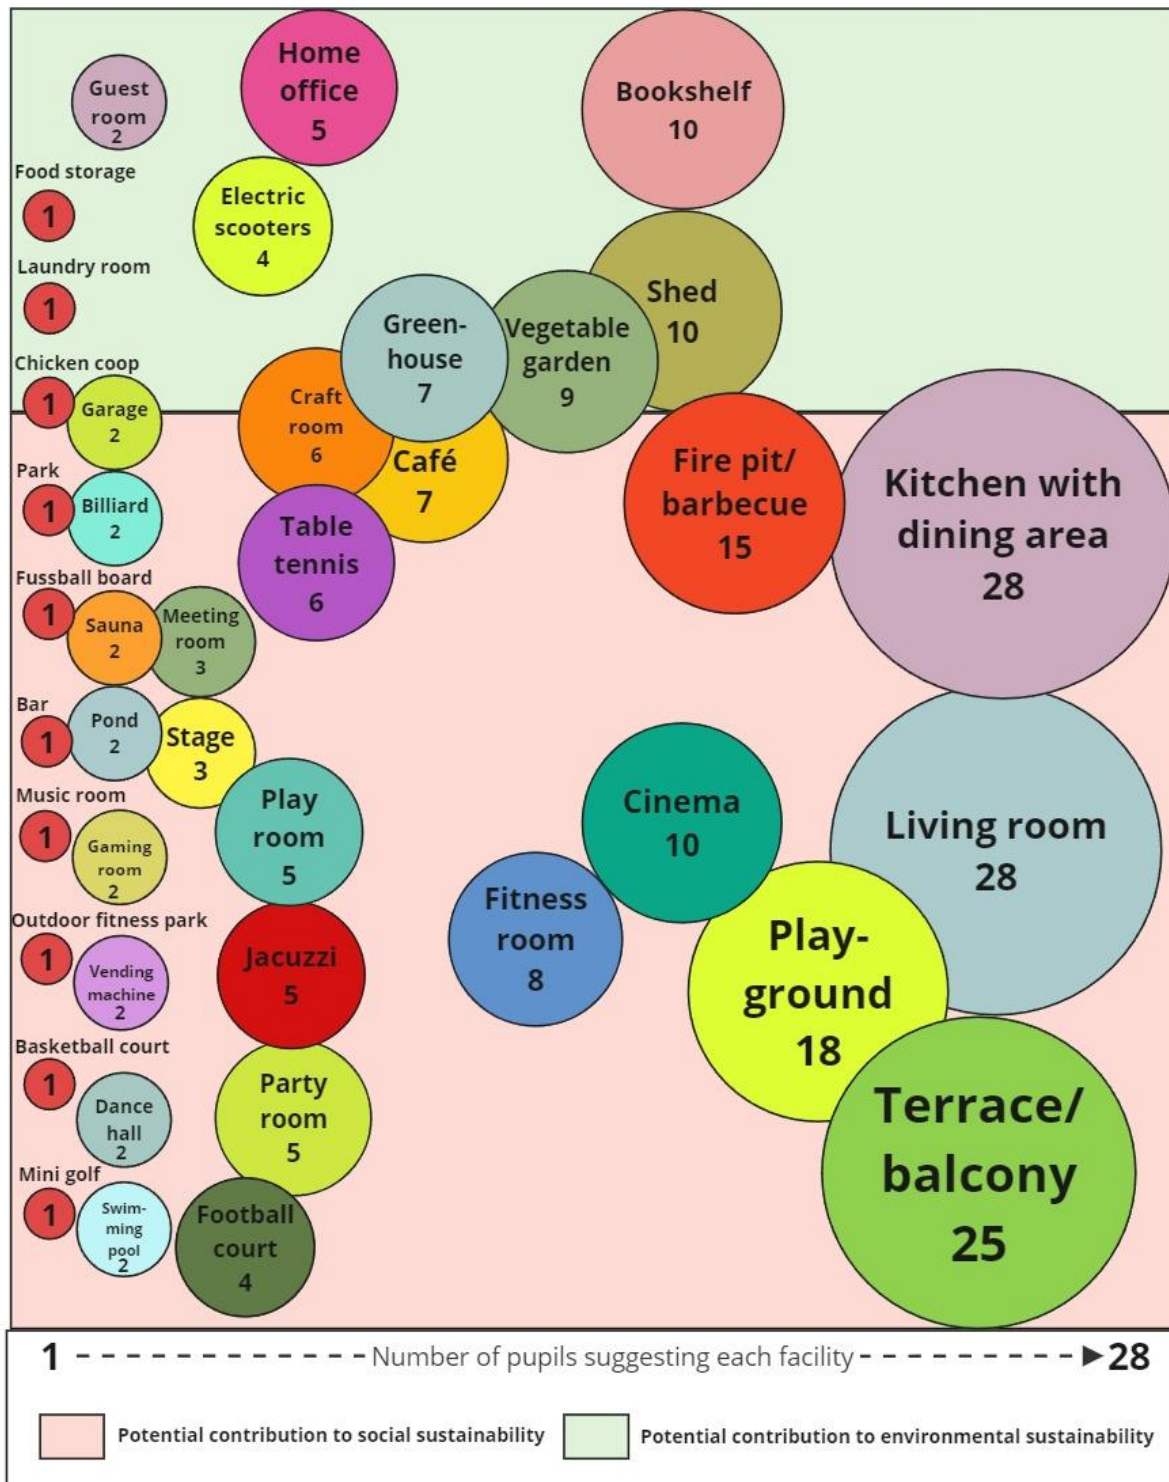 Home
office
5
Bookshelf
10
Guest
room
2
Food storage
1
Electric
scooters
4
Laundry room
1
Shed
10
Green-
house
7
Vegetable
garden
9
Chicken coop
1
Garage
2
Craft
room
6
Café
7
Fire pit/
barbecue
15
Kitchen with
dining area
28
Park
1
Billiard
2
Table
tennis
6
Fussball board
1
Sauna
2
Meeting
room
3
Bar
1
Pond
2
Stage
3
Play
room
5
Cinema
10
Living room
28
Music room
1
Gaming
room
2
Fitness
room
8
Play-
ground
18
Outdoor fitness park
1
Vending
machine
2
Jacuzzi
5
Basketball court
1
Dance
hall
2
Party
room
5
Terrace/
balcony
25
Mini golf
1
Swim-
ming
pool
2
Football
court
4
1 Number of pupils suggesting each facility 28
Potential contribution to social sustainability
Potential contribution to environmental sustainability